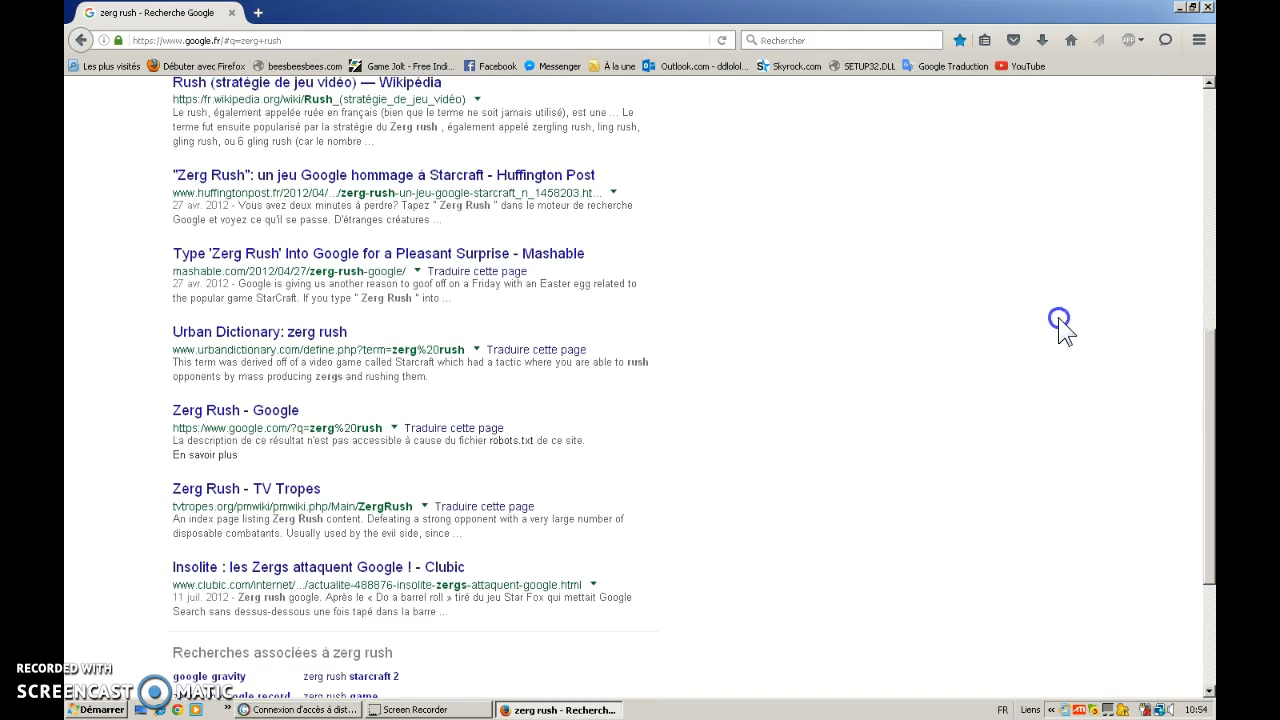 zerg rush - Recherche Google
https://www.google.fr/#q=zerg+rush
Rechercher
Les plus visités
Débuter avec Firefox
beesbeesbees.com
Game Jolt - Free Indi...
Facebook
Messenger
À la une
Outlook.com - ddlolol...
Skyrock.com
SETUP32.DLL
Google Traduction
YouTube
Rush (stratégie de jeu vidéo) — Wikipédia
https://fr.wikipedia.org/wiki/Rush_(stratégie_de_jeu_vidéo)
Le rush, également appelée ruée en français (bien que le terme ne soit jamais utilisé), est une ... Le
terme fut ensuite popularisé par la stratégie du Zerg rush , également appelé zergling rush, ling rush,
gling rush, ou 6 gling rush (car le nombre ...
"Zerg Rush": un jeu Google hommage à Starcraft - Huffington Post
www.huffingtonpost.fr/2012/04/.../zerg-rush-un-jeu-google-starcraft_n_1458203.ht...
27 avr. 2012 - Vous avez deux minutes à perdre? Tapez " Zerg Rush " dans le moteur de recherche
Google et voyez ce qu'il se passe. D'étranges créatures ...
Type 'Zerg Rush' Into Google for a Pleasant Surprise - Mashable
mashable.com/2012/04/27/zerg-rush-google/ Traduire cette page
27 avr. 2012 - Google is giving us another reason to goof off on a Friday with an Easter egg related to
the popular game StarCraft. If you type " Zerg Rush " into ...
Urban Dictionary: zerg rush
www.urbandictionary.com/define.php?term=zerg%20rush Traduire cette page
This term was derived off of a video game called Starcraft which had a tactic where you are able to rush
opponents by mass producing zergs and rushing them.
Zerg Rush - Google
https://www.google.com/?q=zerg%20rush Traduire cette page
La description de ce résultat n'est pas accessible à cause du fichier robots.txt de ce site.
En savoir plus
Zerg Rush - TV Tropes
tvtropes.org/pmwiki/pmwiki.php/Main/ZergRush Traduire cette page
An index page listing Zerg Rush content. Defeating a strong opponent with a very large number of
disposable combatants. Usually used by the evil side, since ...
Insolite : les Zergs attaquent Google ! - Clubic
www.clubic.com/internet/.../actualite-488876-insolite-zergs-attaquent-google.html
11 juil. 2012 - Zerg rush google. Après le « Do a barrel roll » tiré du jeu Star Fox qui mettait Google
Search sans dessus-dessous une fois tapé dans la barre ...
Recherches associées à zerg rush
google gravity zerg rush starcraft 2
google record zerg rush game
RECORDED WITH
SCREENCAST MATIC
Démarrer
Connexion d'accès à dist...
Screen Recorder
zerg rush - Recherch...
FR
Liens
10:54